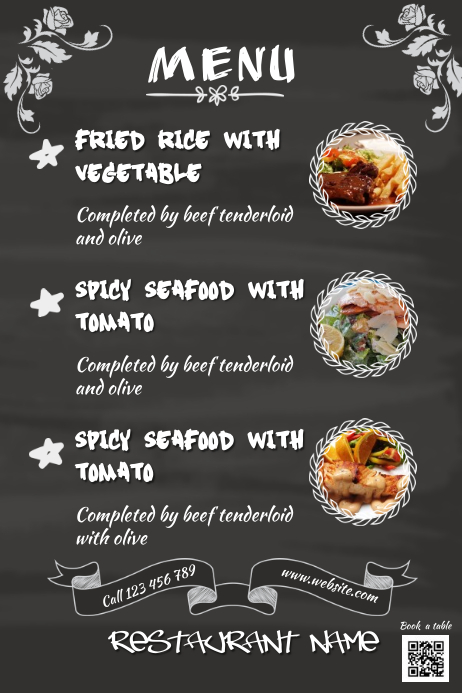 MENU
FRIED RICE WITH
VEGETABLE
Completed by beef tenderloid
and olive
SPICY SEAFOOD WITH
TOMATO
Completed by beef tenderloid
and olive
SPICY SEAFOOD WITH
TOMATO
Completed by beef tenderloid
with olive
Call 123 456 789
www.website.com
RESTAURANT NAME
Book a table